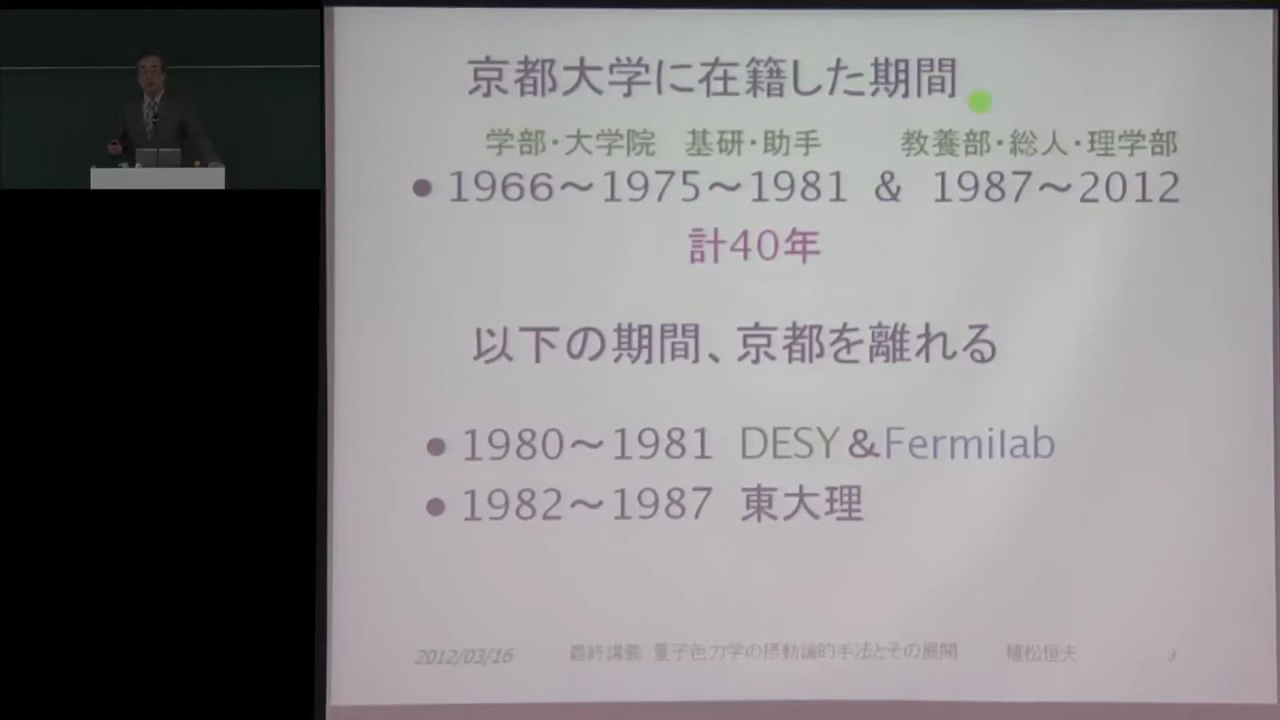 京都大学に在籍した期間
学部・大学院 基研・助手 教養部・総人・理学部
• 1966～1975～1981 & 1987～2012
計40年
以下の期間、京都を離れる
• 1980～1981 DESY&Fermilab
• 1982～1987 東大理
2012/03/16 最終講義 量子色力学の摂動論的手法とその展開 植松恒夫 3